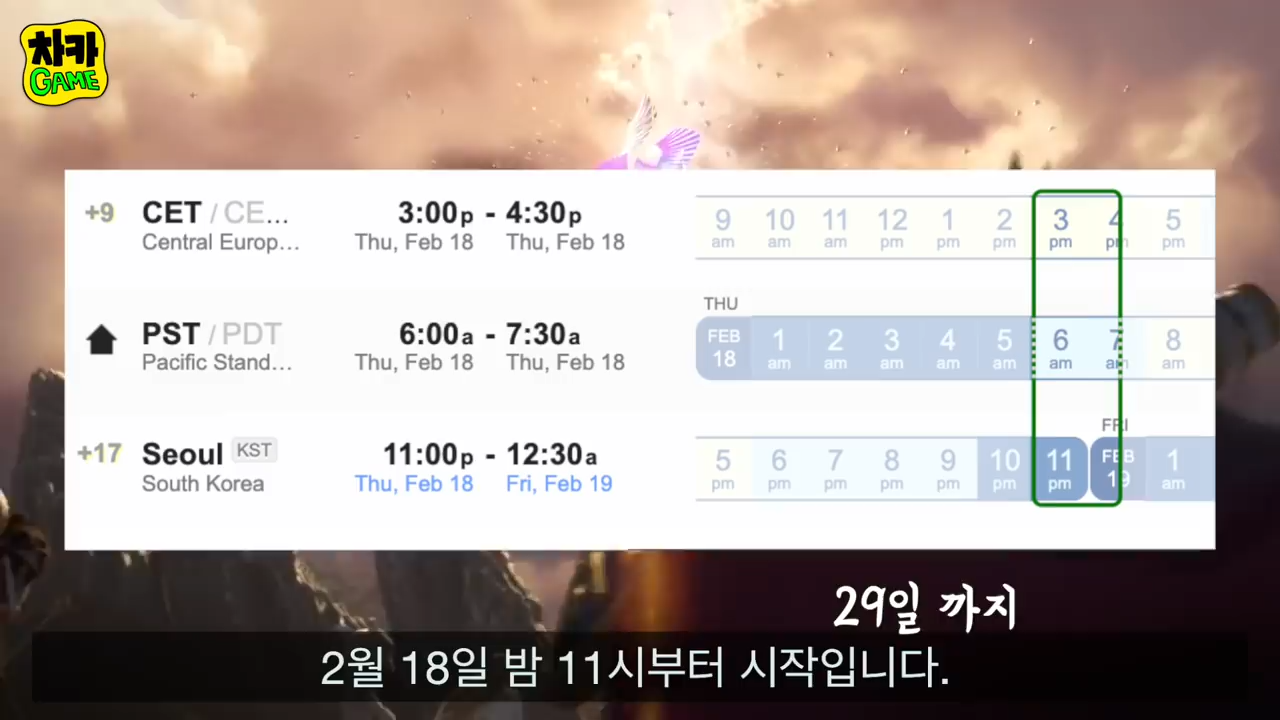 차카
GAME
+9 CET / CE... 3:00p - 4:30p 9 10 11 12 1 2 3 4 5
Central Europ... Thu, Feb 18 Thu, Feb 18 am am am pm pm pm pm pm pm
THU
PST / PDT 6:00a - 7:30a FEB 18 1 2 3 4 5 6 7 8
Pacific Stand... Thu, Feb 18 Thu, Feb 18 am am am am am am am am
FRI
+17 Seoul KST 11:00p - 12:30a 5 6 7 8 9 10 11 FEB 19 1
South Korea Thu, Feb 18 Fri, Feb 19 pm pm pm pm pm pm pm am
29일 까지
2월 18일 밤 11시부터 시작입니다.